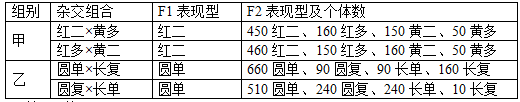 组别 杂交组合 F1 表现型 F2 表现型及个体数
甲 红二×黄多 红二 450 红二、160 红多、150 黄二、50 黄多
红多×黄二 红二 460 红二、150 红多、160 黄二、50 黄多
乙 圆单×长复 圆单 660 圆单、90 圆复、90 长单、160 长复
圆复×长单 圆单 510 圆单、240 圆复、240 长单、10 长复